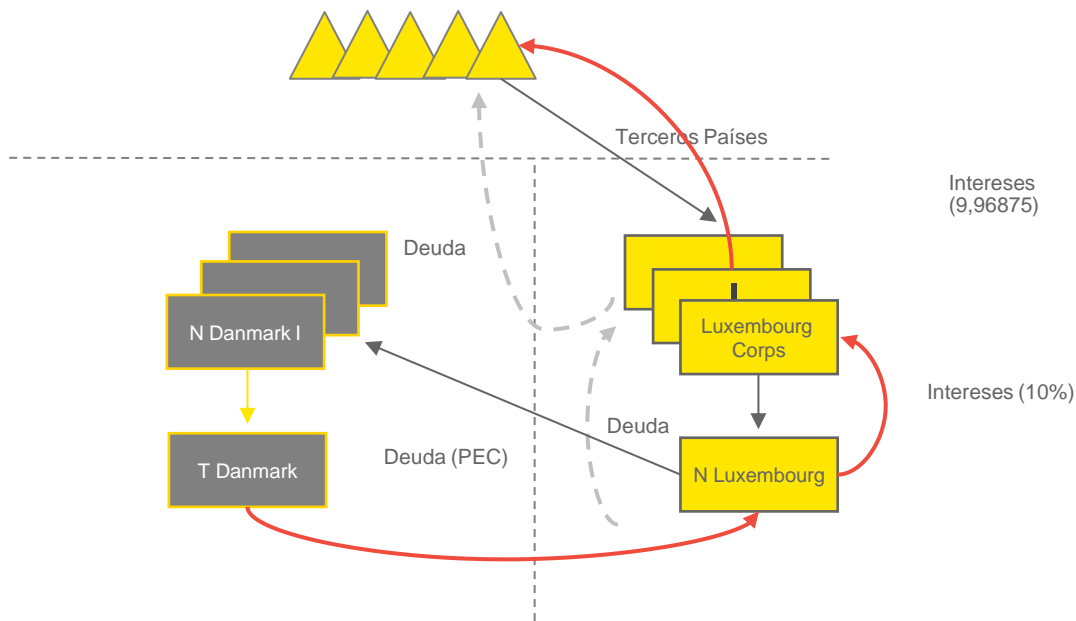 Terceros Países
Intereses
(9,96875)
Deuda
N Danmark I
Luxembourg
Corps
Intereses (10%)
Deuda
Deuda (PEC)
T Danmark
N Luxembourg